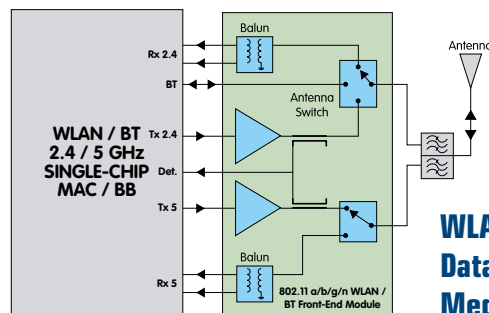 Balun
Antenna
Rx 2.4
BT
Antenna
Switch
WLAN / BT
2.4 / 5 GHz
SINGLE-CHIP
MAC / BB
Tx 2.4
Det.
Tx 5
Balun
Rx 5
802.11 a/b/g/n WLAN /
BT Front-End Module